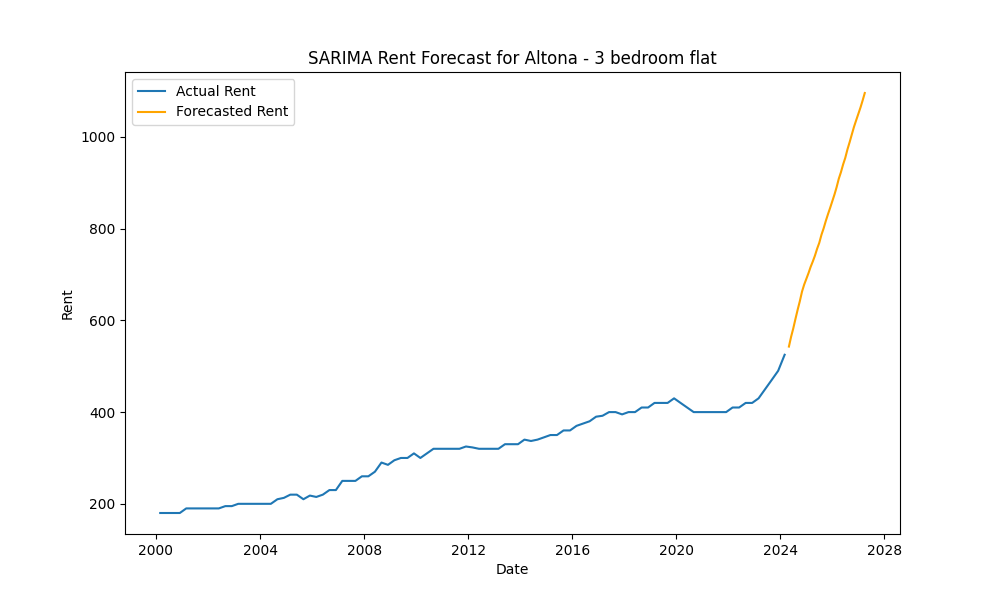 SARIMA Rent Forecast for Altona - 3 bedroom flat
Actual Rent
Forecasted Rent
1000
800
600
400
200
Rent
2000 2004 2008 2012 2016 2020 2024 2028
Date